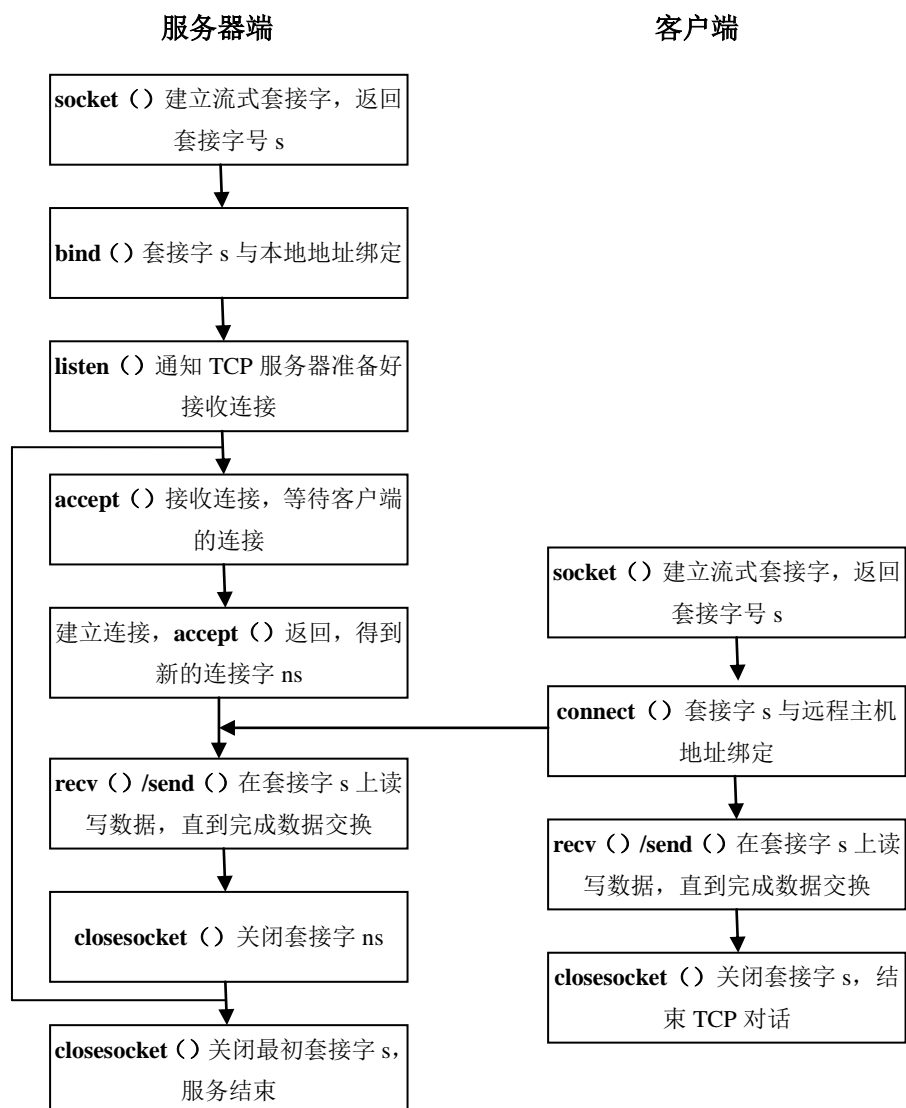 服务器端
socket（）建立流式套接字，返回
套接字号 s
bind（）套接字 s 与本地地址绑定
listen（）通知 TCP 服务器准备好
接收连接
accept（）接收连接，等待客户端
的连接
建立连接，accept（）返回，得到
新的连接字 ns
recv（）/send（）在套接字 s 上读
写数据，直到完成数据交换
closesocket（）关闭套接字 ns
closesocket（）关闭最初套接字 s，
服务结束
客户端
socket（）建立流式套接字，返回
套接字号 s
connect（）套接字 s 与远程主机
地址绑定
recv（）/send（）在套接字 s 上读
写数据，直到完成数据交换
closesocket（）关闭套接字 s，结
束 TCP 对话